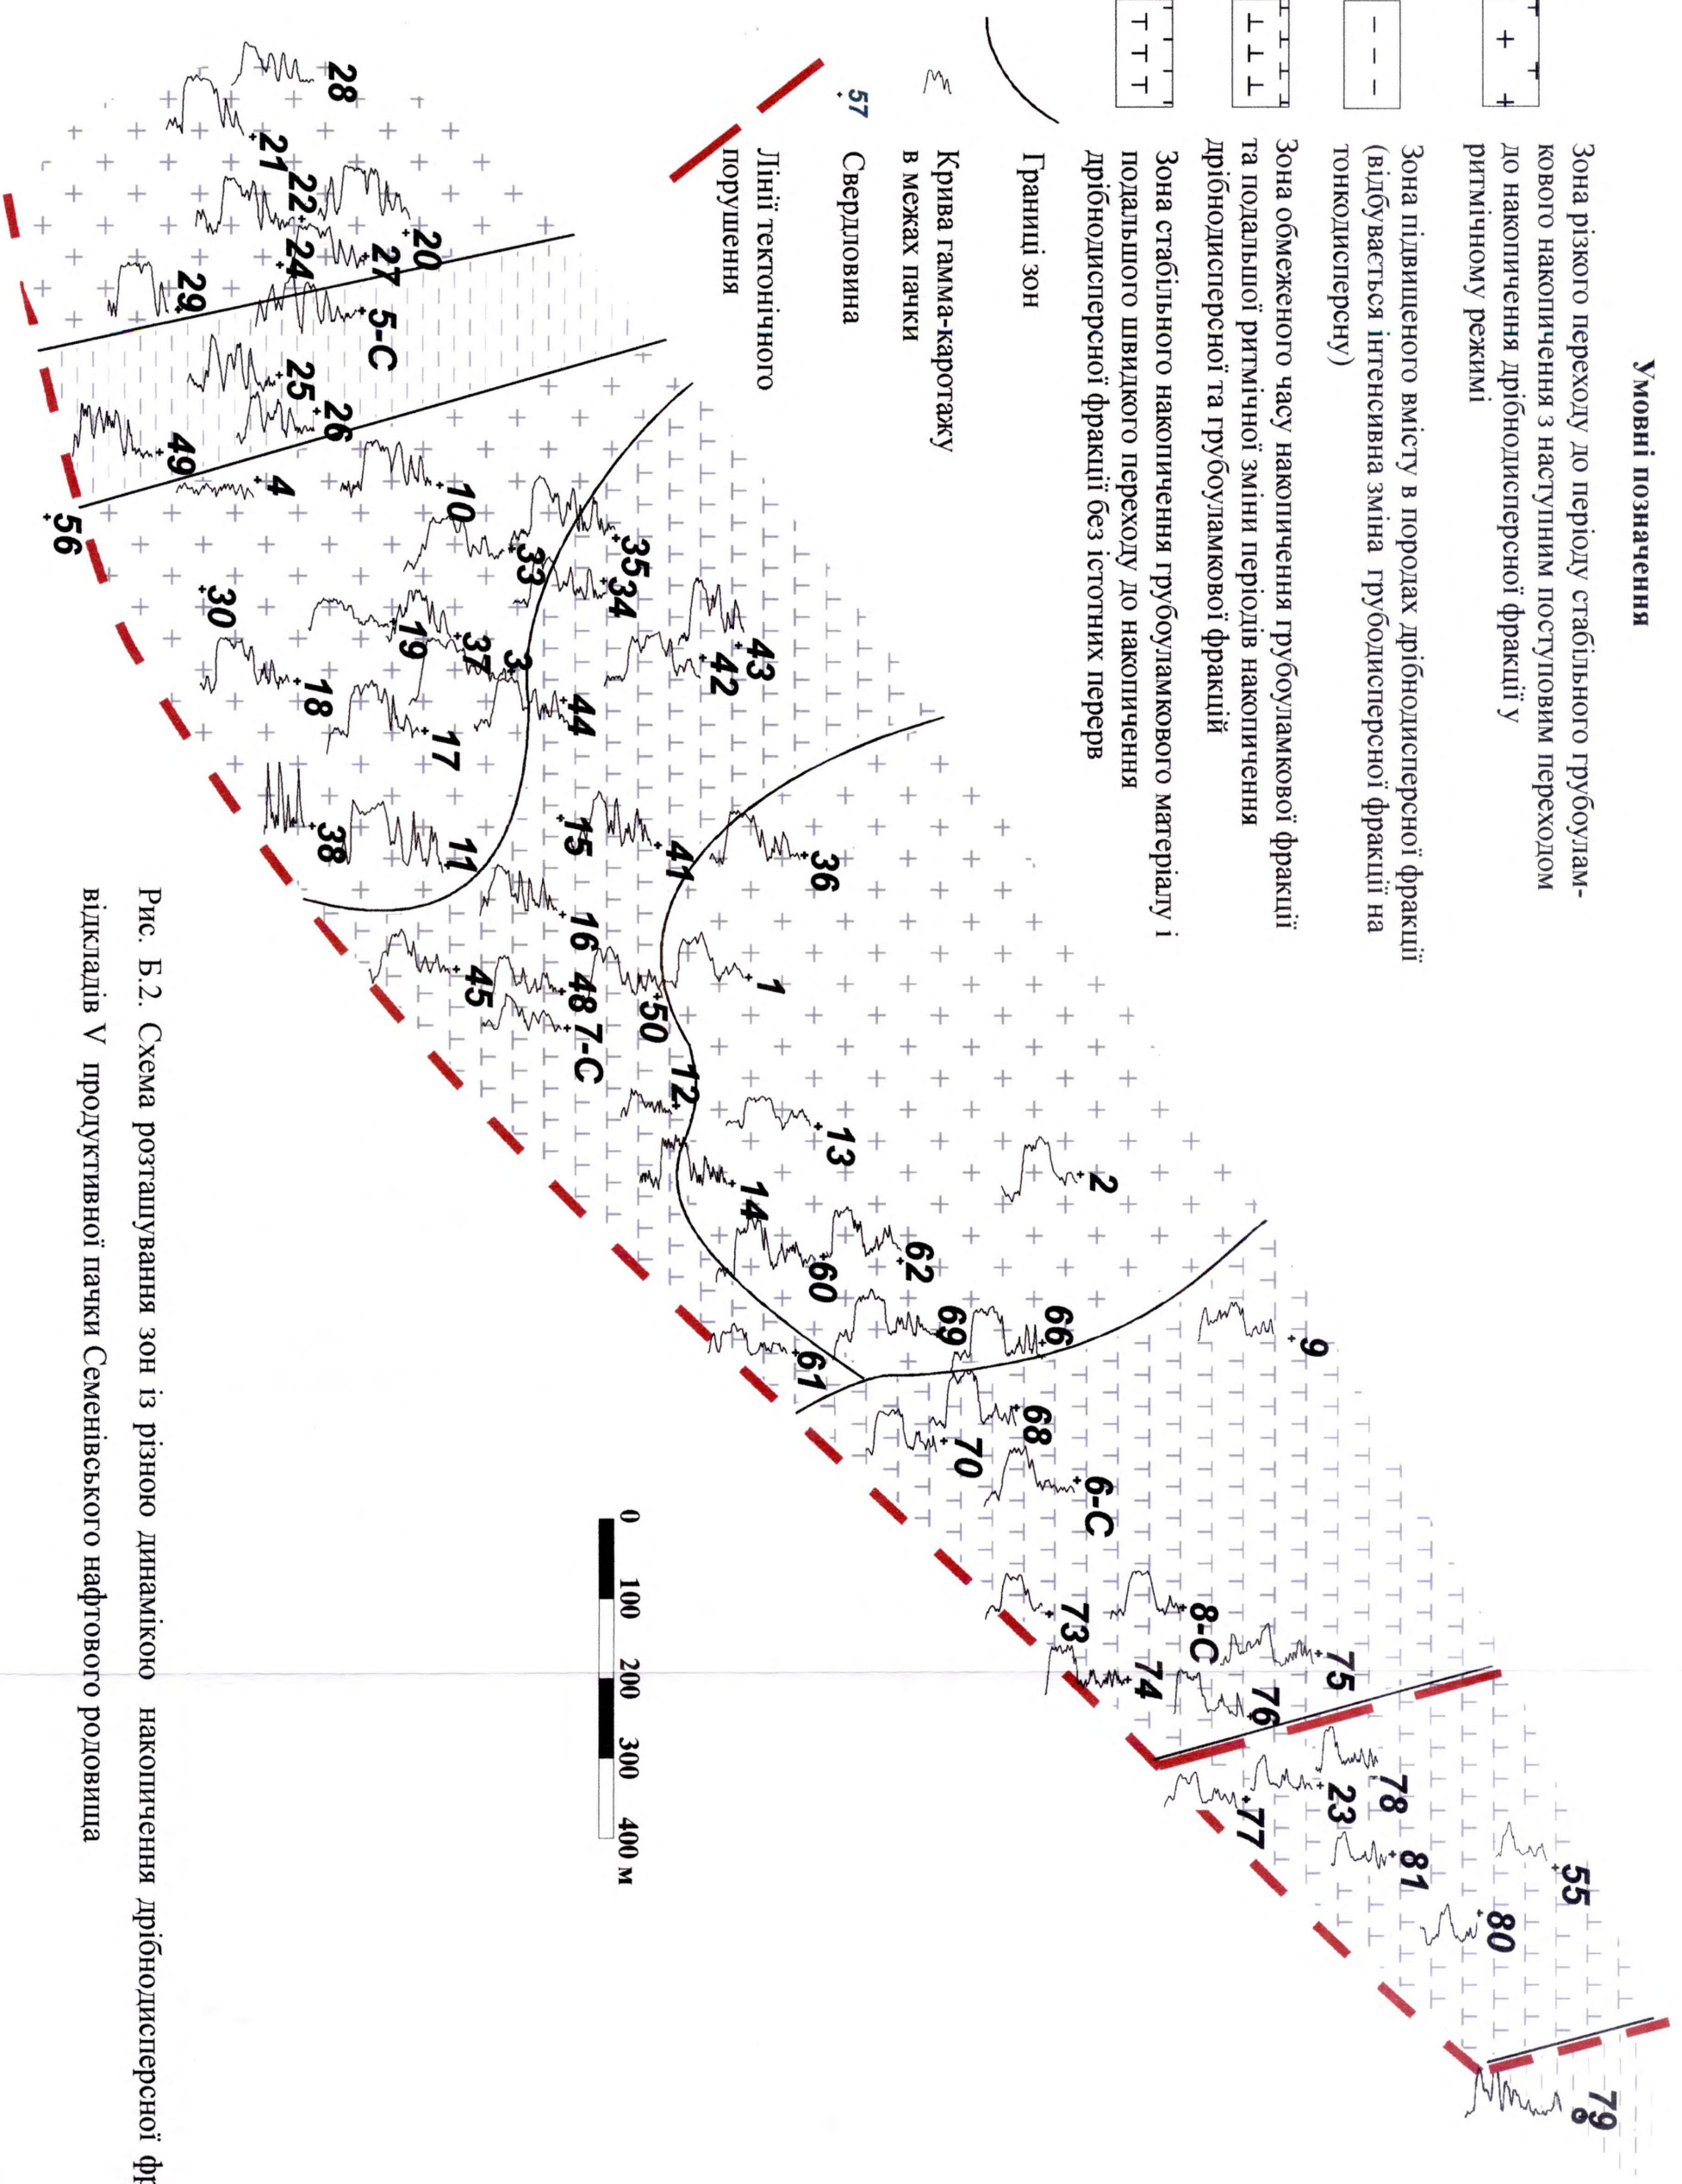 Умовні позначення
Зона різкого переходу до періоду стабільного грубоулам-
кового накопичення з наступним поступовим переходом
до накопичення дрібнодисперсної фракції у
ритмічному режимі
Зона підвищеного вмісту в породах дрібнодисперсної фракції
(відбувається інтенсивна зміна грубодисперсної фракції на
тонкодисперсну)
Зона обмеженого часу накопичення грубоуламкової фракції
та подальшої ритмічної зміни періодів накопичення
дрібнодисперсної та грубоуламкової фракцій
Зона стабільного накопичення грубоуламкового матеріалу і
подальшого швидкого переходу до накопичення
дрібнодисперсної фракції без істотних перерв
Границі зон
Крива гамма-каротажу
в межах пачки
57
Свердловина
Лінії тектонічного
порушення
28
21
22
20
27
24
29
5-С
25
26
49
4
56
10
33
35
34
43
42
30
19
37
3
44
18
17
38
11
15
41
36
16
1
45
48
7-С
50
12
13
2
14
62
60
69
66
61
9
68
70
6-С
73
8-С
74
75
76
78
23
77
81
55
80
79
0
100
200
300
400 м
Рис. Б.2. Схема розташування зон із різною динамікою накопичення дрібнодисперсної
відкладів V продуктивної пачки Семенівського нафтового родовища